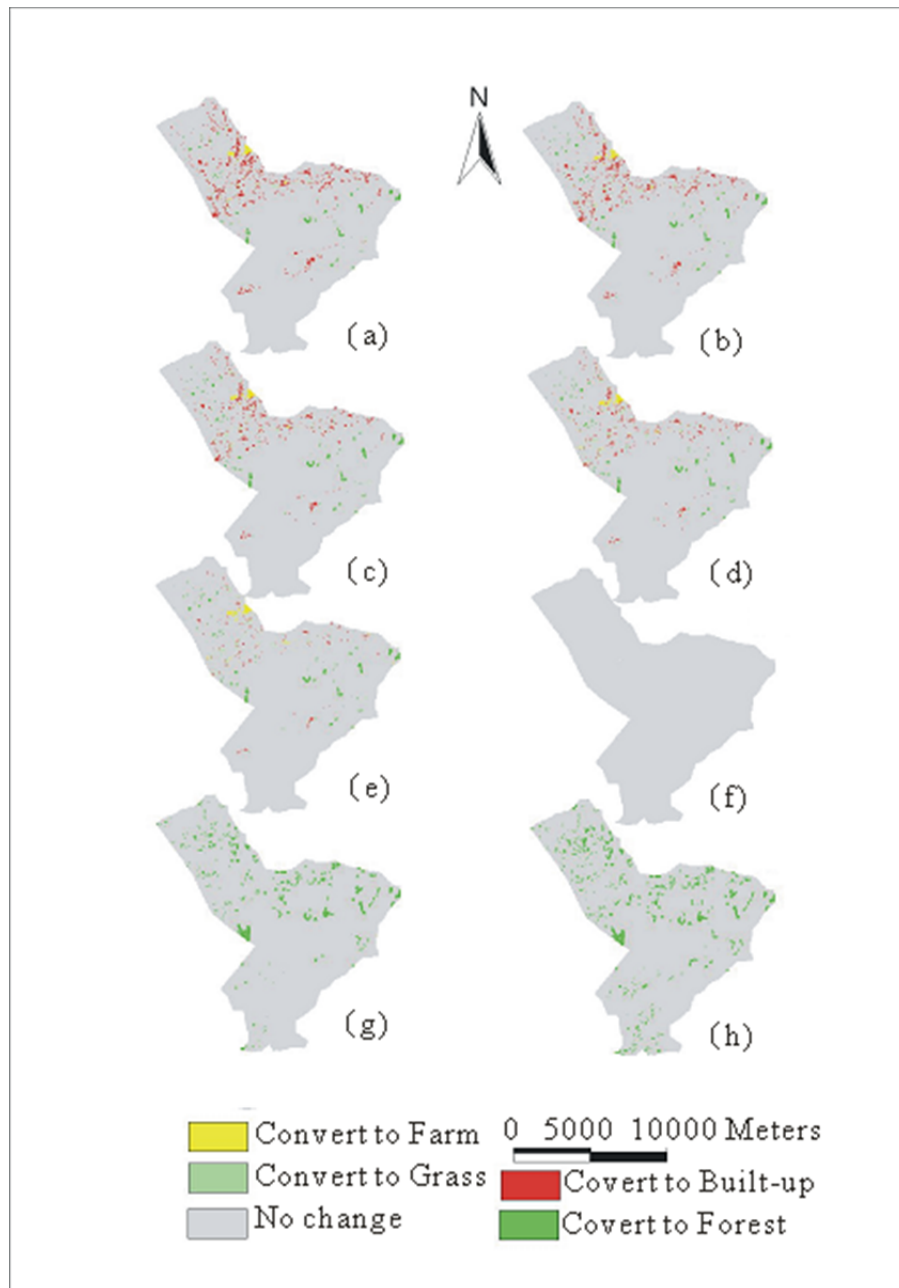 N
(a)
(b)
(c)
(d)
(e)
(f)
(g)
(h)
Convert to Farm
0 5000 10000 Meters
Convert to Grass
Covert to Built-up
No change
Covert to Forest